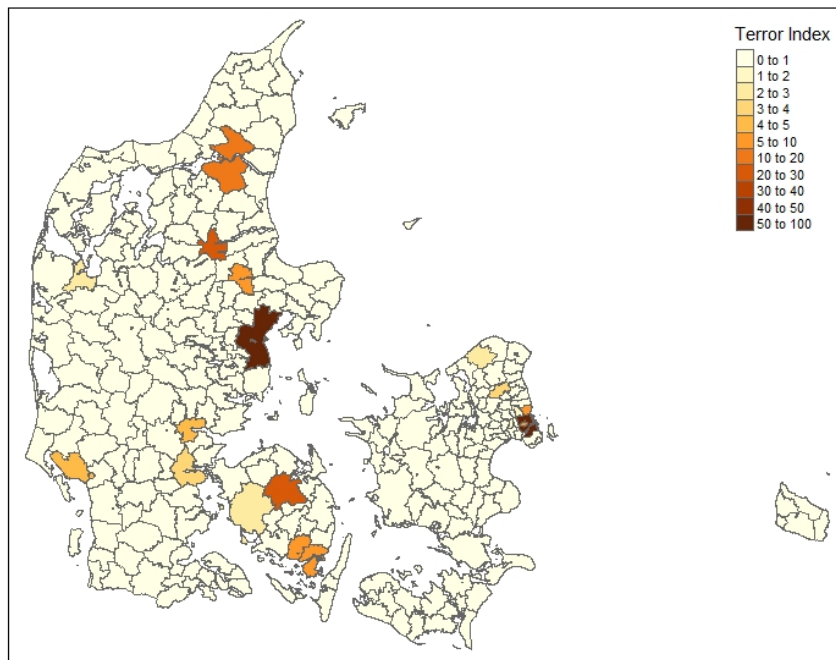 Terror Index
0 to 1
1 to 2
2 to 3
3 to 4
4 to 5
5 to 10
10 to 20
20 to 30
30 to 40
40 to 50
50 to 100